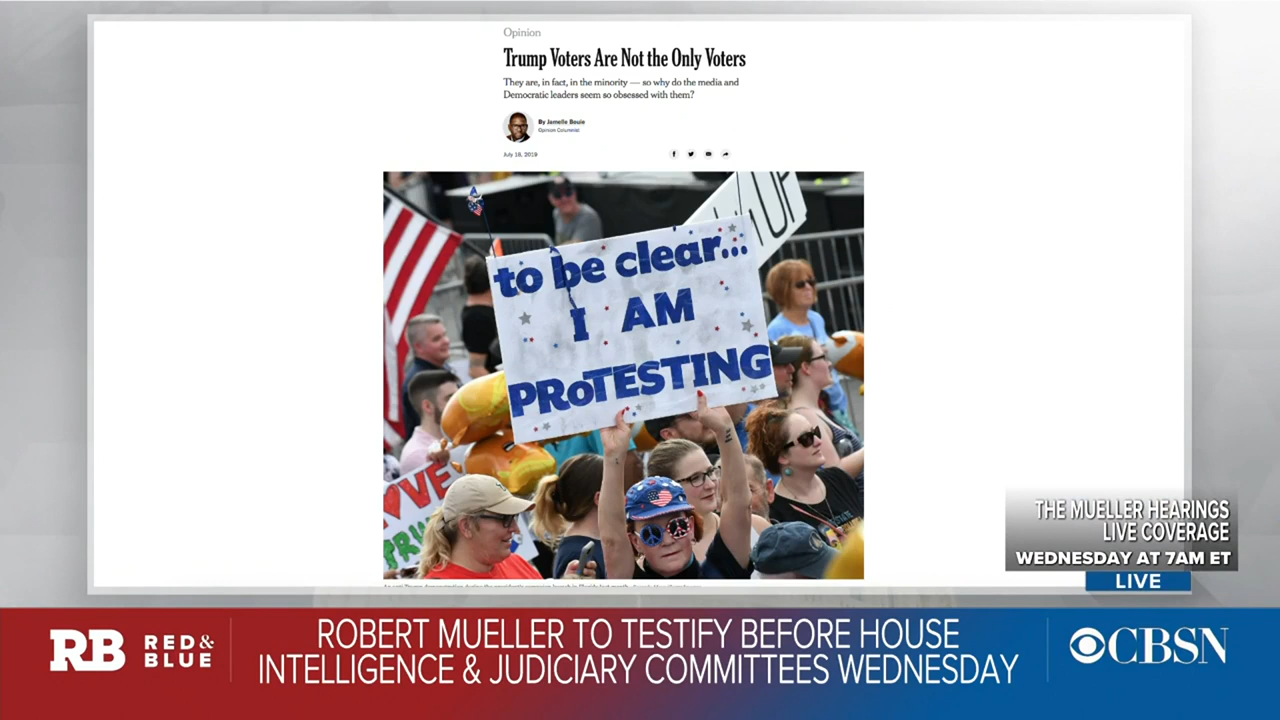 Opinion
Trump Voters Are Not the Only Voters
They are, in fact, in the minority — so why do the media and
Democratic leaders seem so obsessed with them?
By Jamelle Bouie
Opinion Columnist
July 18, 2019
UP
to be clear...
I AM
PRoTESTING
LOVE
THE MUELLER HEARINGS
LIVE COVERAGE
WEDNESDAY AT 7AM ET
LIVE
RB RED&
BLUE
ROBERT MUELLER TO TESTIFY BEFORE HOUSE
INTELLIGENCE & JUDICIARY COMMITTEES WEDNESDAY
CBSN